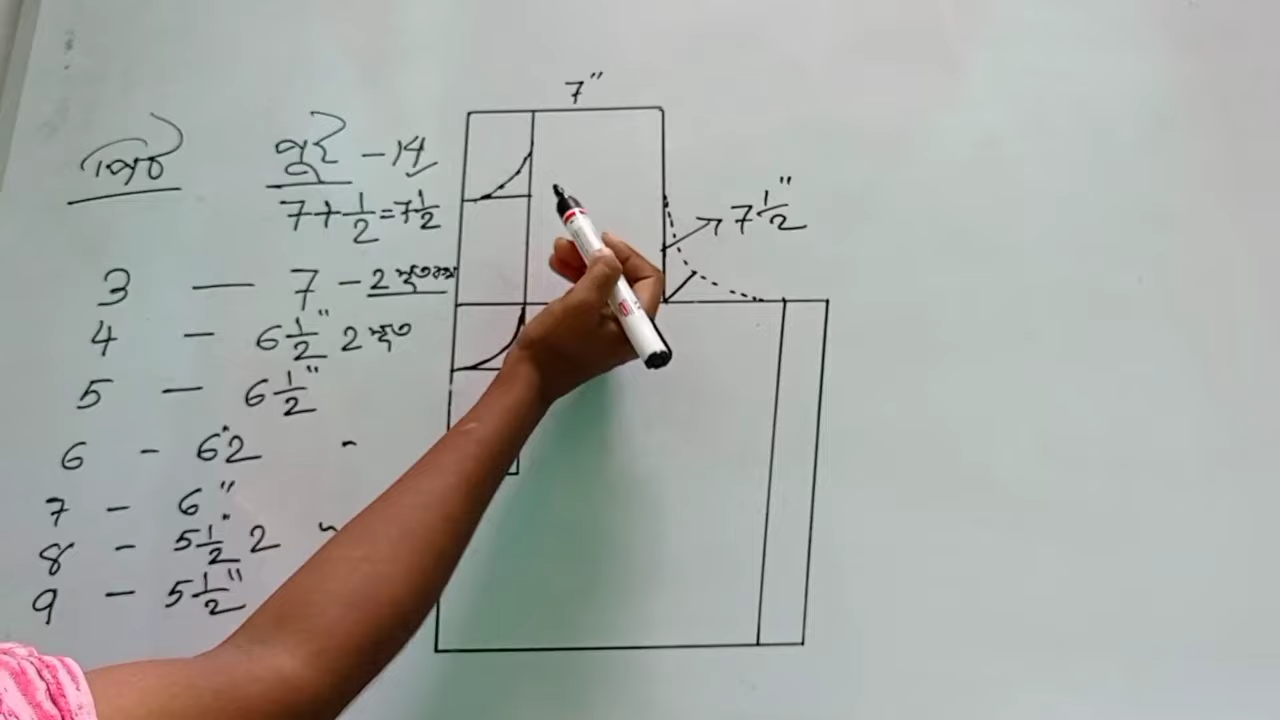 7"
পিঠ পুট – 14
7 + 1/2 = 7 1/2
7 1/2"
3 — 7 – 2 সুতা কম
4 – 6 1/2" 2 সুতা
5 — 6 1/2"
6 – 6" 2 "
7 – 6"
8 – 5 1/2" 2 "
9 – 5 1/2"